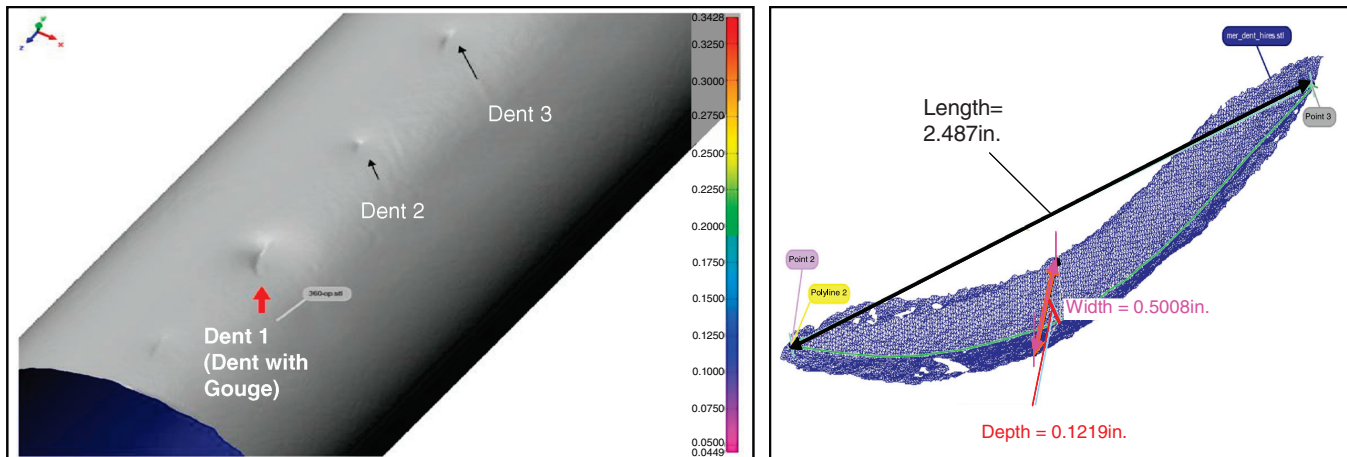 Y
X
Z
Dent 3
Dent 2
360-op.stl
Dent 1
(Dent with
Gouge)
0.3428
0.3250
0.3000
0.2750
0.2500
0.2250
0.2000
0.1750
0.1500
0.1250
0.1000
0.0750
0.0500
0.0449
mer_dent_hires.stl
Length=
2.487in.
Point 3
Point 2
Polyline 2
Width = 0.5008in.
Depth = 0.1219in.